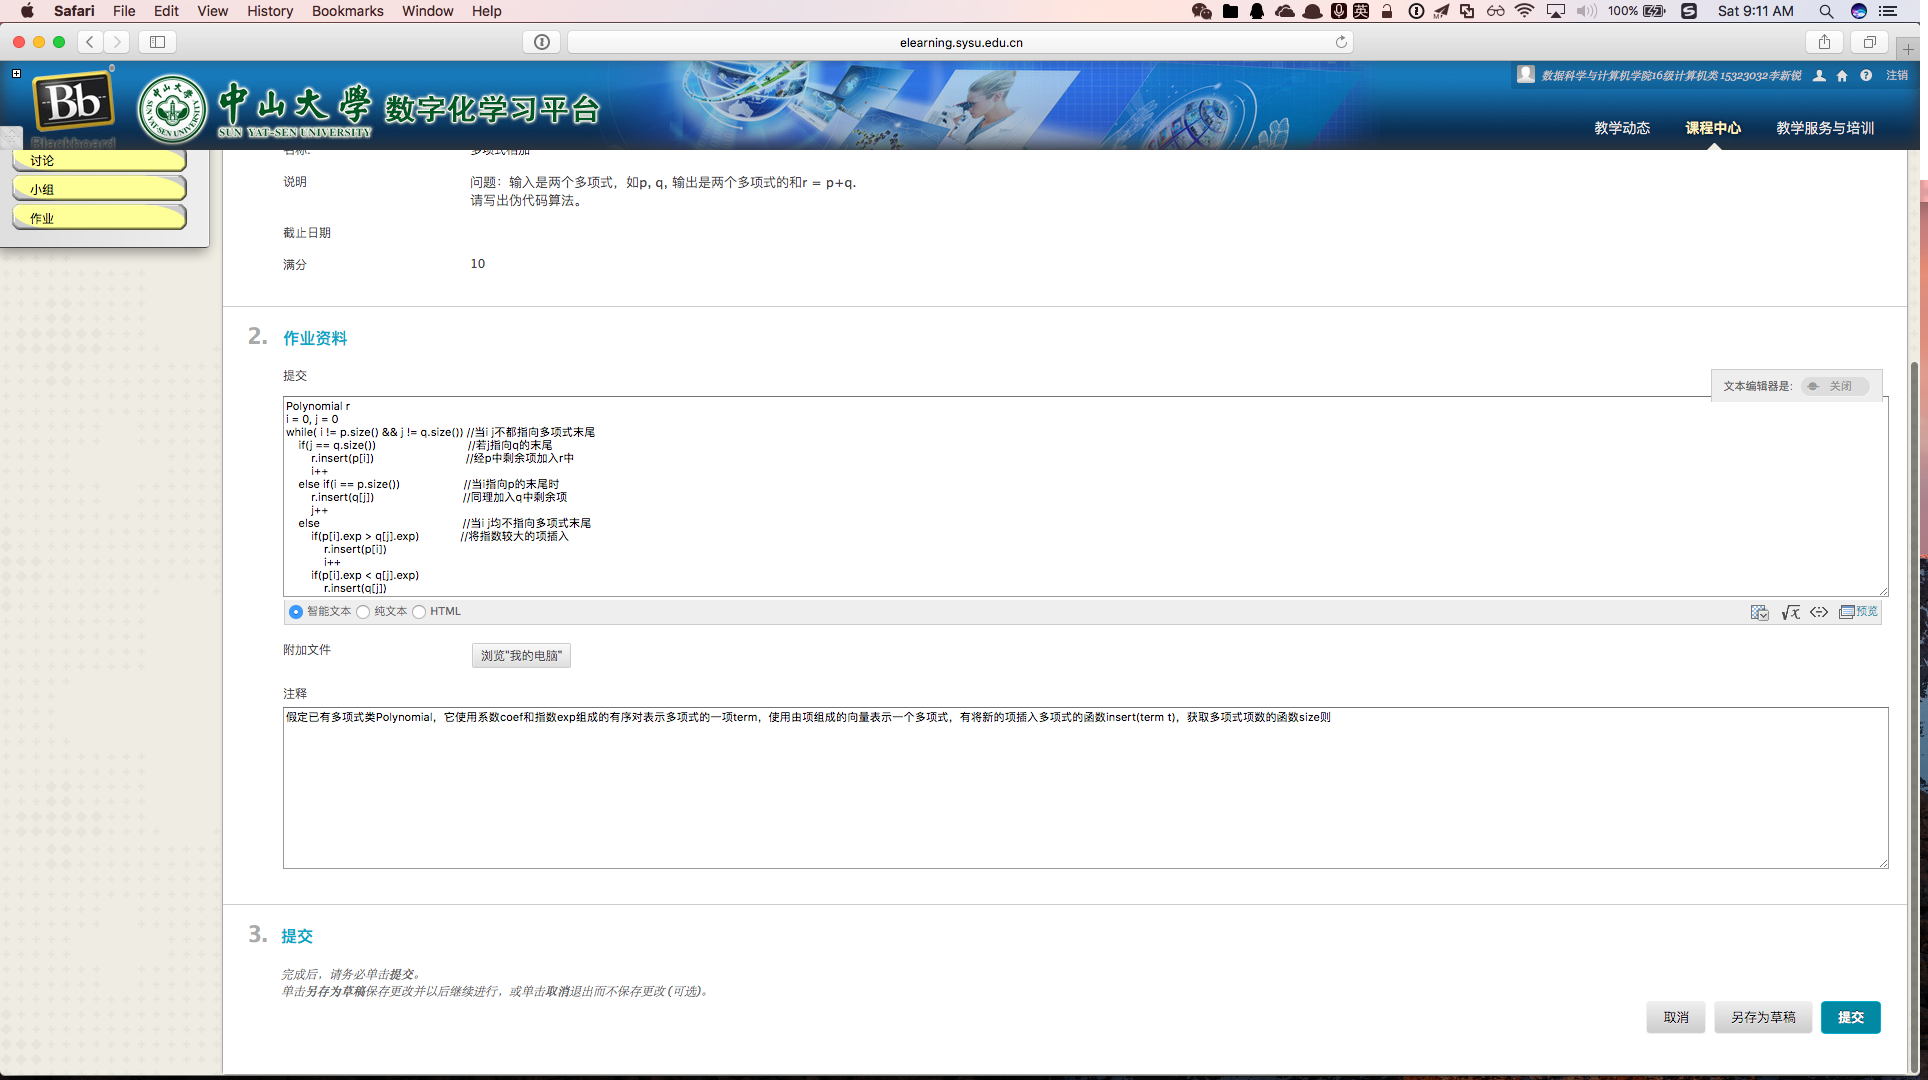 Safari File Edit View History Bookmarks Window Help
英 100% Sat 9:11 AM
elearning.sysu.edu.cn
Bb
Blackboard
中山大學
SUN YAT-SEN UNIVERSITY
数字化学习平台
数据科学与计算机学院16级计算机类 15323032李新锐
注销
教学动态 课程中心 教学服务与培训
讨论
小组
作业
名称: 多项式相加
说明 问题：输入是两个多项式，如p, q, 输出是两个多项式的和r = p+q.
请写出伪代码算法。
截止日期
满分 10
2. 作业资料
提交
文本编辑器是: 关闭
Polynomial r
i = 0, j = 0
while( i != p.size() && j != q.size()) //当i j不都指向多项式末尾
if(j == q.size()) //若j指向q的末尾
r.insert(p[i]) //经p中剩余项加入r中
i++
else if(i == p.size()) //当i指向p的末尾时
r.insert(q[j]) //同理加入q中剩余项
j++
else //当i j均不指向多项式末尾
if(p[i].exp > q[j].exp) //将指数较大的项插入
r.insert(p[i])
i++
if(p[i].exp < q[j].exp)
r.insert(q[j])
智能文本 纯文本 HTML
预览
附加文件 浏览"我的电脑"
注释
假定已有多项式类Polynomial，它使用系数coef和指数exp组成的有序对表示多项式的一项term，使用由项组成的向量表示一个多项式，有将新的项插入多项式的函数insert(term t)，获取多项式项数的函数size则
3. 提交
完成后，请务必单击提交。
单击另存为草稿保存更改并以后继续进行，或单击取消退出而不保存更改 (可选)。
取消 另存为草稿 提交